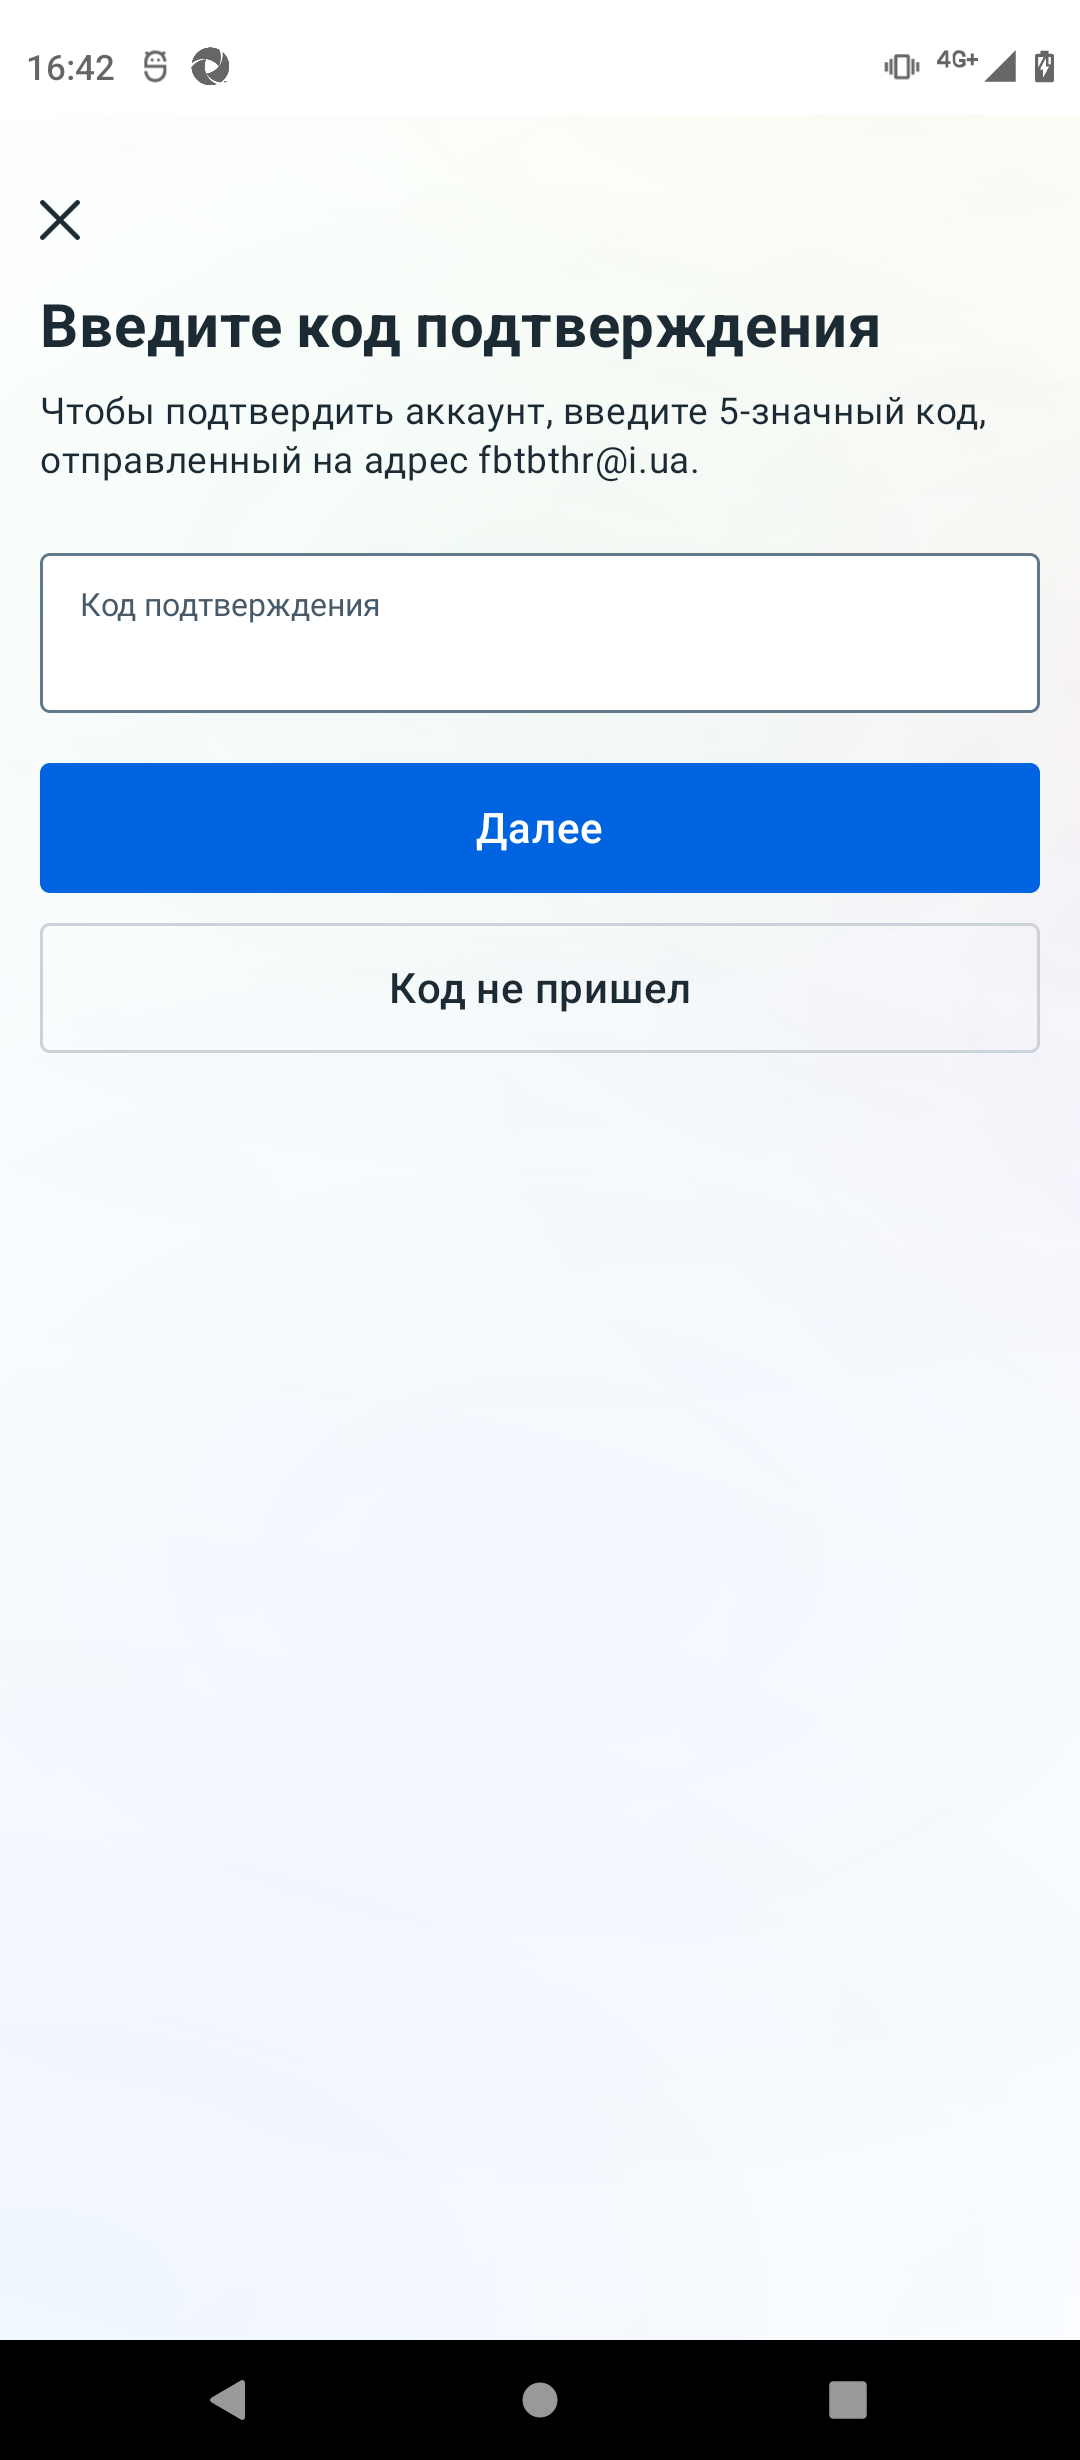 16:42
4G+
Введите код подтверждения
Чтобы подтвердить аккаунт, введите 5-значный код,
отправленный на адрес fbtbthr@i.ua.
Код подтверждения
Далее
Код не пришел